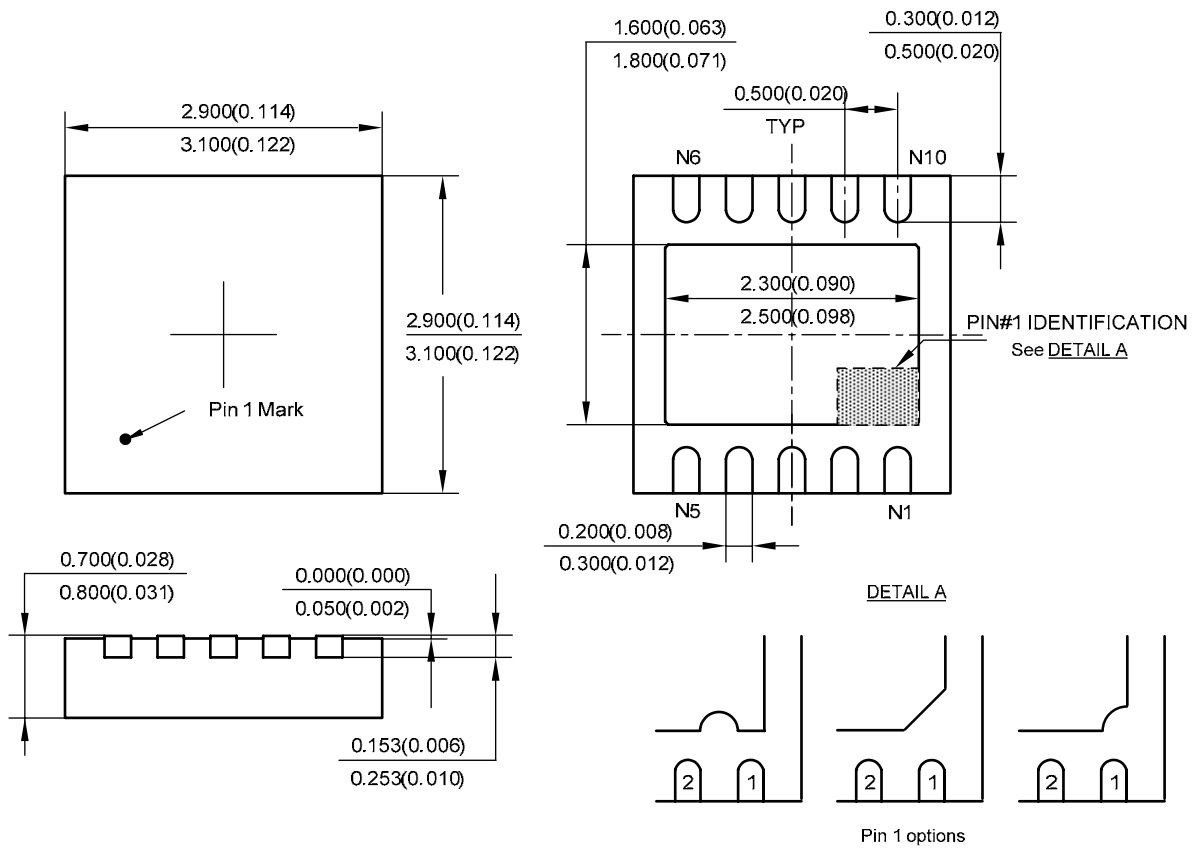 2.900(0.114)
3.100(0.122)
2.900(0.114)
3.100(0.122)
Pin 1 Mark
1.600(0.063)
1.800(0.071)
0.300(0.012)
0.500(0.020)
0.500(0.020)
TYP
N6
N10
2.300(0.090)
2.500(0.098)
PIN#1 IDENTIFICATION
See DETAIL A
N5
N1
0.200(0.008)
0.300(0.012)
0.700(0.028)
0.800(0.031)
0.000(0.000)
0.050(0.002)
0.153(0.006)
0.253(0.010)
DETAIL A
2 1
2 1
2 1
Pin 1 options